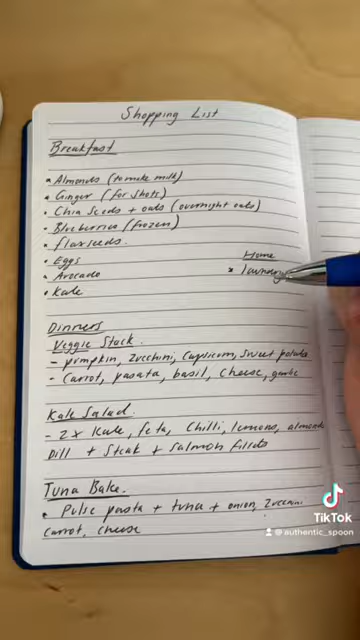 Shopping List
Breakfast
• Almonds (to make milk)
• Ginger (for shots)
• Chia Seeds + oats (overnight oats)
• Blueberries (frozen)
• flaxseeds.
• Eggs
• Avocado
• Kale
Home
• laundry
Dinners
Veggie Stack.
- pumpkin, zucchini, Capsicum, sweet potato
- Carrot, passata, basil, Cheese, garlic
Kale Salad.
- 2x Kale, feta, Chilli, lemons, almonds
Dill + Steak + Salmon fillets
Tuna Bake.
• Pulse pasta + tuna + onion, zucchini
Carrot, cheese
TikTok
@authentic_spoon